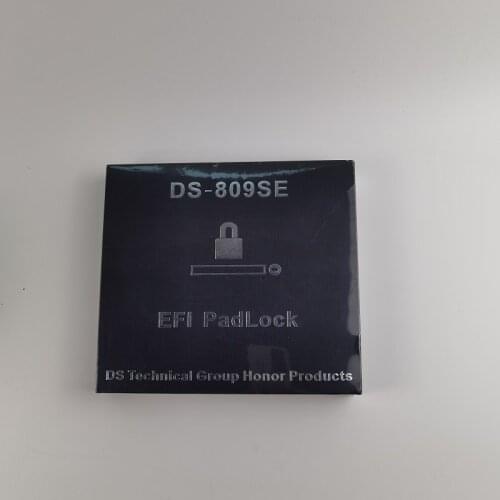 DS-809SE
EFI PadLock
DS Technical Group Honor Products